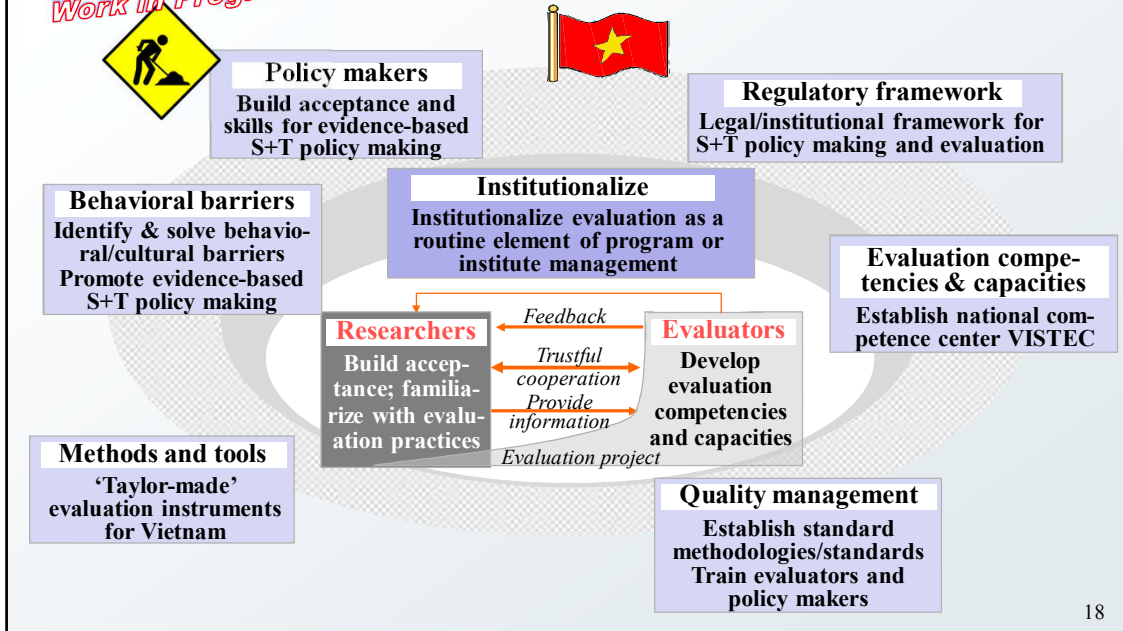 Work in Progr
Policy makers
Build acceptance and
skills for evidence-based
S+T policy making
Regulatory framework
Legal/institutional framework for
S+T policy making and evaluation
Institutionalize
Institutionalize evaluation as a
routine element of program or
institute management
Behavioral barriers
Identify & solve behavio-
ral/cultural barriers
Promote evidence-based
S+T policy making
Evaluation compe-
tencies & capacities
Establish national com-
petence center VISTEC
Researchers
Build accep-
tance; familia-
rize with evalu-
ation practices
Feedback
Trustful
cooperation
Provide
information
Evaluation project
Evaluators
Develop
evaluation
competencies
and capacities
Methods and tools
‘Taylor-made’
evaluation instruments
for Vietnam
Quality management
Establish standard
methodologies/standards
Train evaluators and
policy makers
18